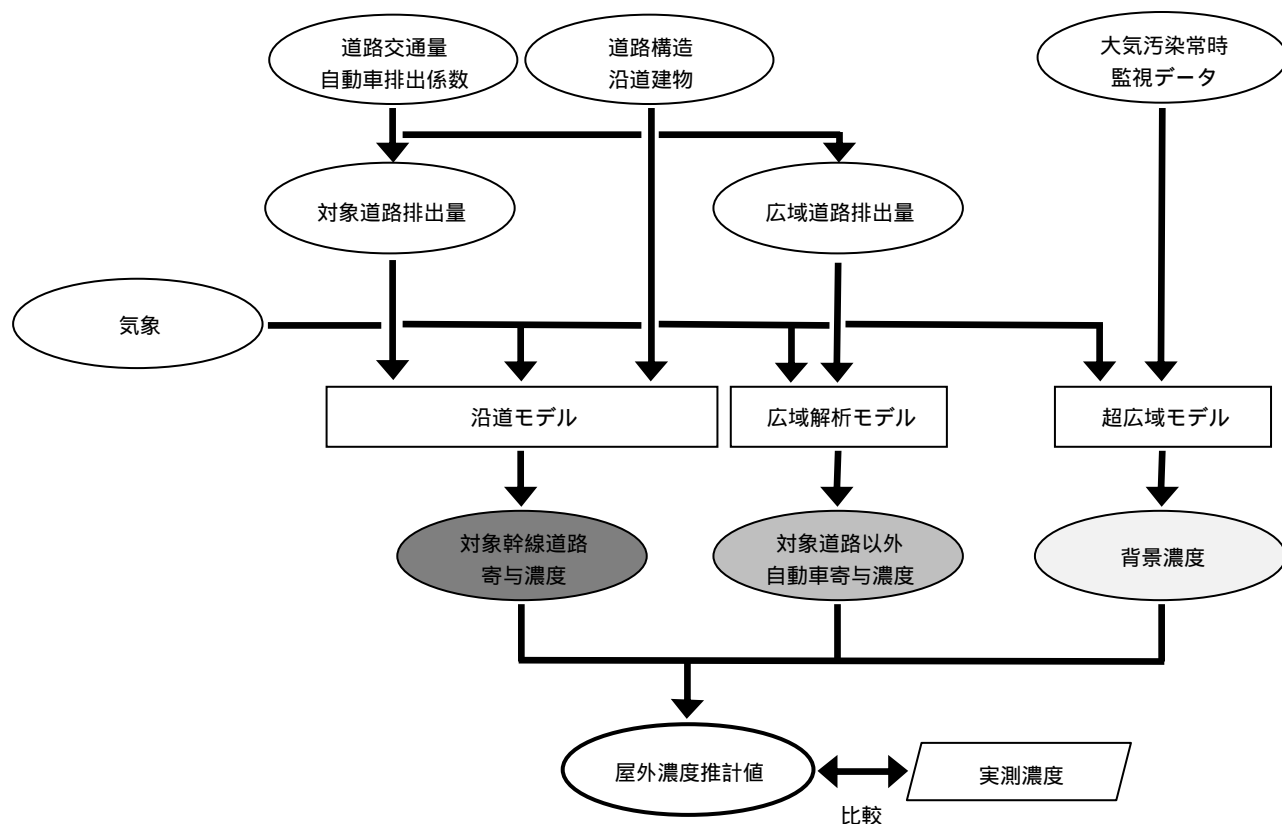 道路交通量
自動車排出係数
道路構造
沿道建物
大気汚染常時
監視データ
対象道路排出量
広域道路排出量
気象
沿道モデル
広域解析モデル
超広域モデル
対象幹線道路
寄与濃度
対象道路以外
自動車寄与濃度
背景濃度
屋外濃度推計値
実測濃度
比較